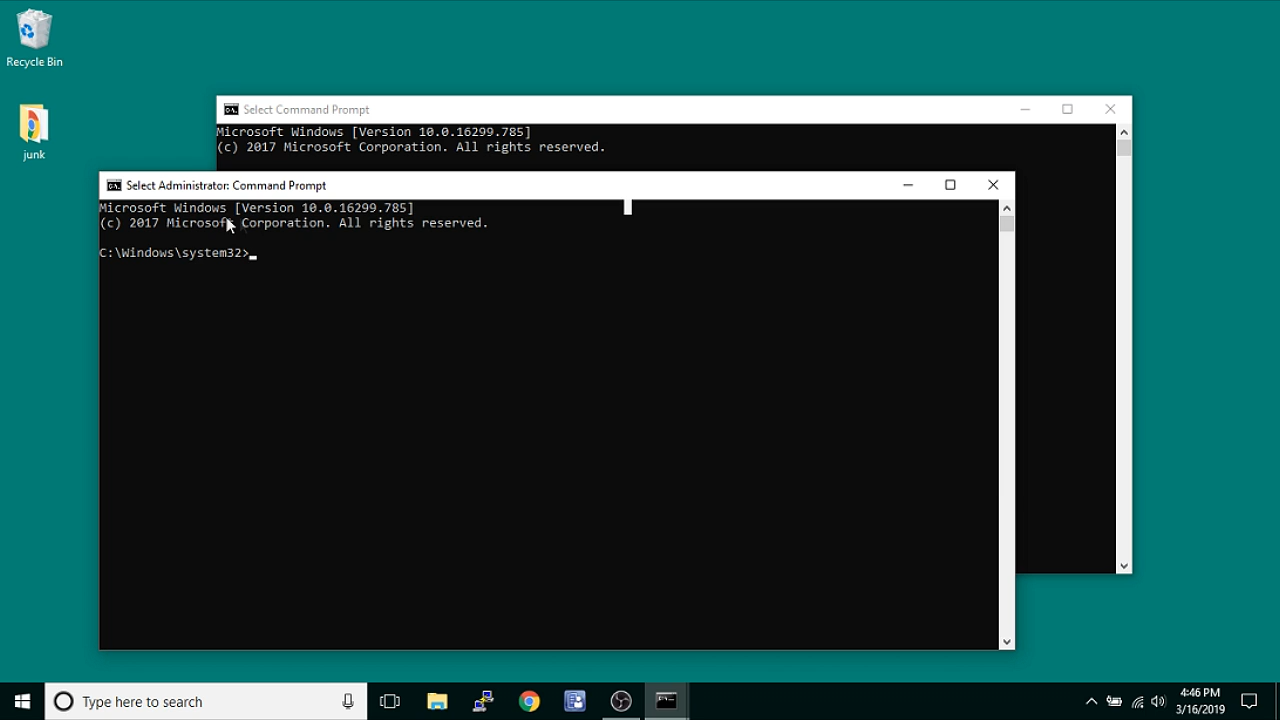 Recycle Bin
junk
Select Command Prompt
Microsoft Windows [Version 10.0.16299.785]
(c) 2017 Microsoft Corporation. All rights reserved.
Select Administrator: Command Prompt
Microsoft Windows [Version 10.0.16299.785]
(c) 2017 Microsoft Corporation. All rights reserved.
C:\Windows\system32>
Type here to search
4:46 PM
3/16/2019